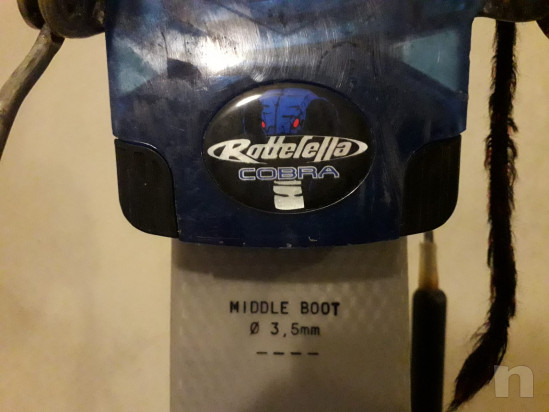 Rottefella
COBRA
MIDDLE BOOT
Ø 3,5mm
----
n